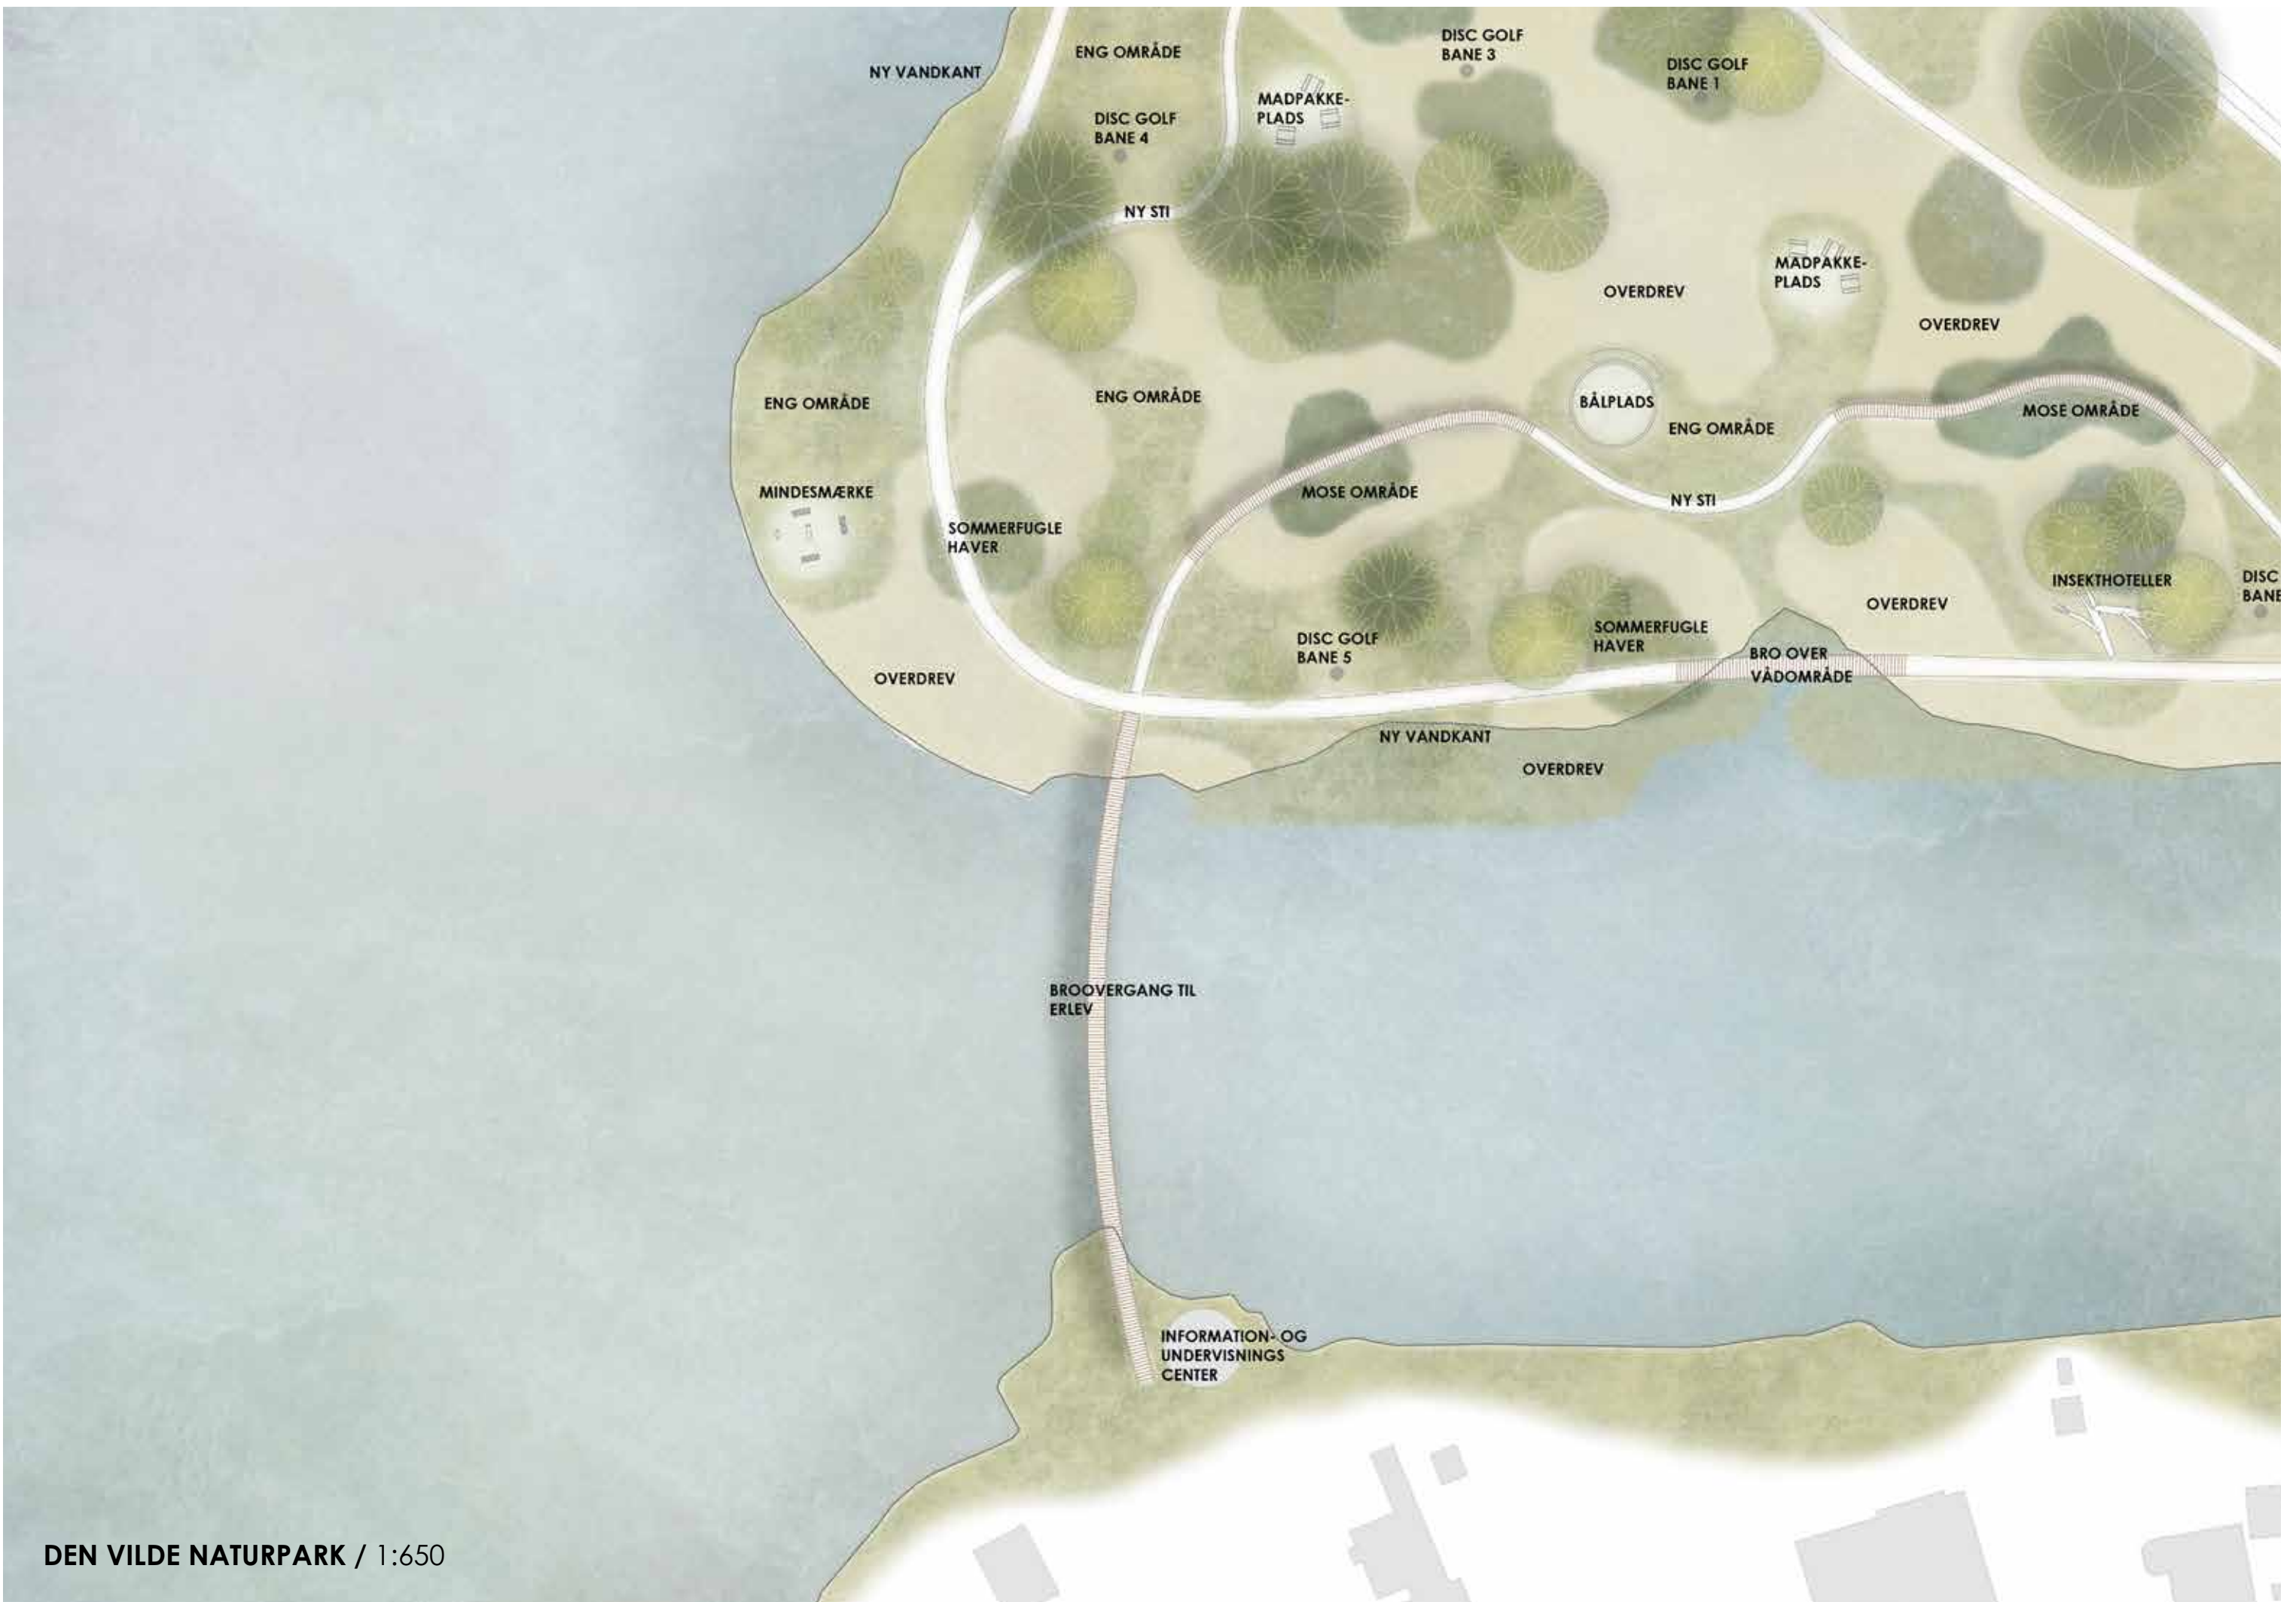 DISC GOLF
BANE 3
ENG OMRÅDE
NY VANDKANT
DISC GOLF
BANE 1
MADPAKKE-
PLADS
DISC GOLF
BANE 4
NY STI
MADPAKKE-
PLADS
OVERDREV
OVERDREV
ENG OMRÅDE
ENG OMRÅDE
BÅLPLADS
MOSE OMRÅDE
ENG OMRÅDE
MINDESMÆRKE
MOSE OMRÅDE
NY STI
SOMMERFUGLE
HAVER
INSEKTHOTELLER
DISC
BANE
OVERDREV
SOMMERFUGLE
HAVER
DISC GOLF
BANE 5
BRO OVER
VÅDOMRÅDE
OVERDREV
NY VANDKANT
OVERDREV
BROOVERGANG TIL
ERLEV
INFORMATION- OG
UNDERVISNINGS
CENTER
DEN VILDE NATURPARK / 1:650